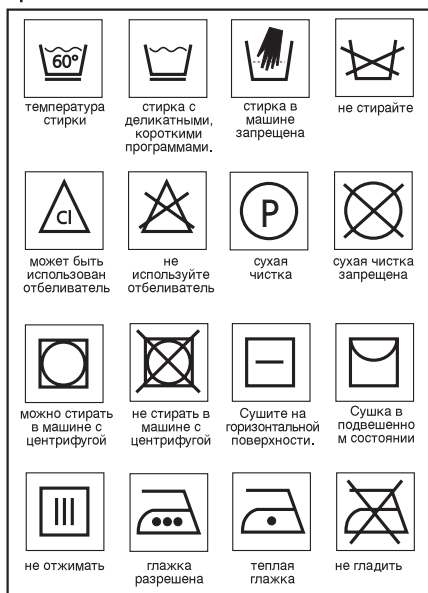 60°
температура
стирки
стирка с
деликатными,
короткими
программами.
стирка в
машине
запрещена
не стирайте
Cl
может быть
использован
отбеливатель
не
используйте
отбеливатель
P
сухая
чистка
сухая чистка
запрещена
можно стирать
в машине с
центрифугой
не стирать в
машине с
центрифугой
Сушите на
горизонтальной
поверхности.
Сушка в
подвешенно
м состоянии
не отжимать
глажка
разрешена
теплая
глажка
не гладить